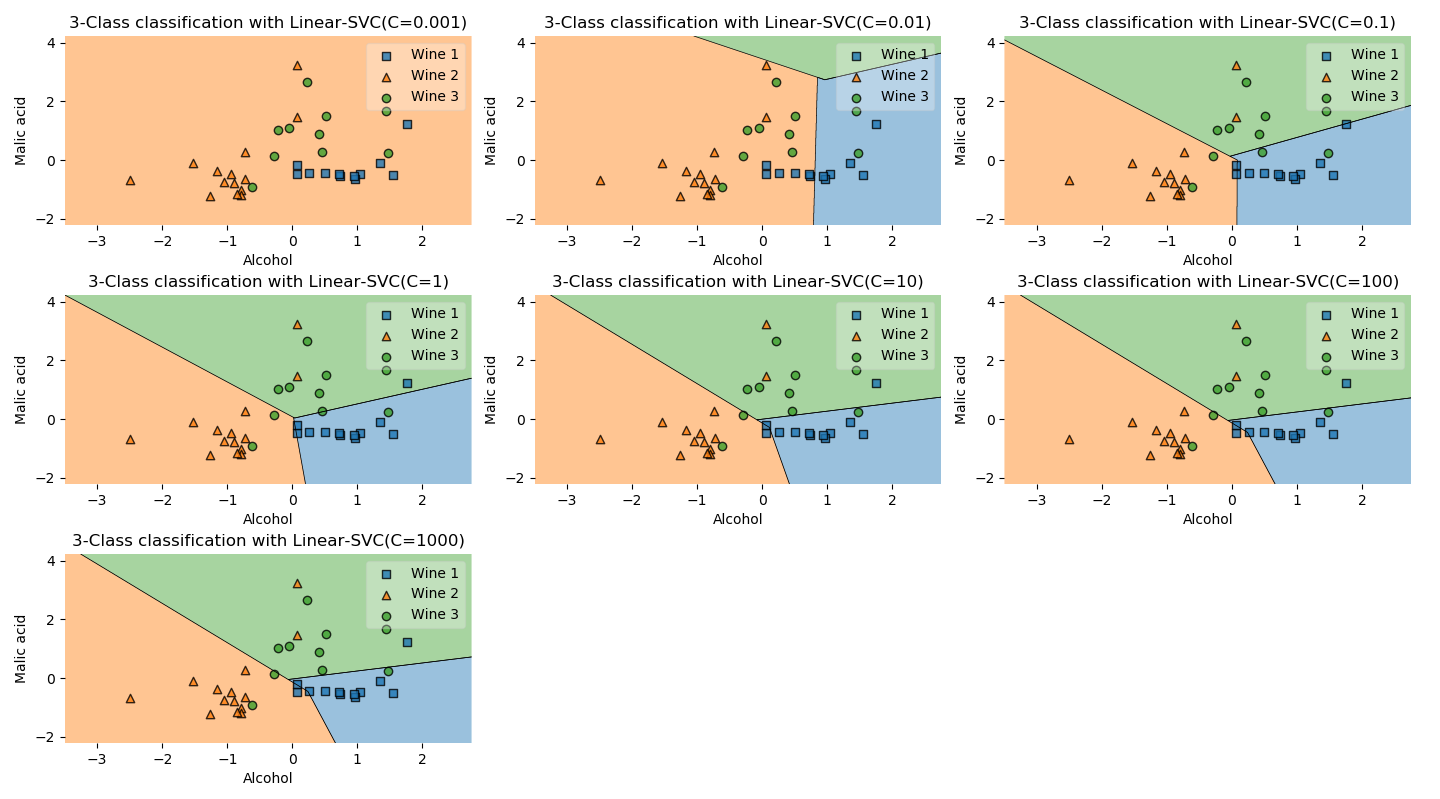 3-Class classification with Linear-SVC(C=0.001)
4
2
0
−2
Malic acid
Wine 1
Wine 2
Wine 3
−3 −2 −1 0 1 2
Alcohol
3-Class classification with Linear-SVC(C=0.01)
4
2
0
−2
Malic acid
Wine 1
Wine 2
Wine 3
−3 −2 −1 0 1 2
Alcohol
3-Class classification with Linear-SVC(C=0.1)
4
2
0
−2
Malic acid
Wine 1
Wine 2
Wine 3
−3 −2 −1 0 1 2
Alcohol
3-Class classification with Linear-SVC(C=1)
4
2
0
−2
Malic acid
Wine 1
Wine 2
Wine 3
−3 −2 −1 0 1 2
Alcohol
3-Class classification with Linear-SVC(C=10)
4
2
0
−2
Malic acid
Wine 1
Wine 2
Wine 3
−3 −2 −1 0 1 2
Alcohol
3-Class classification with Linear-SVC(C=100)
4
2
0
−2
Malic acid
Wine 1
Wine 2
Wine 3
−3 −2 −1 0 1 2
Alcohol
3-Class classification with Linear-SVC(C=1000)
4
2
0
−2
Malic acid
Wine 1
Wine 2
Wine 3
−3 −2 −1 0 1 2
Alcohol